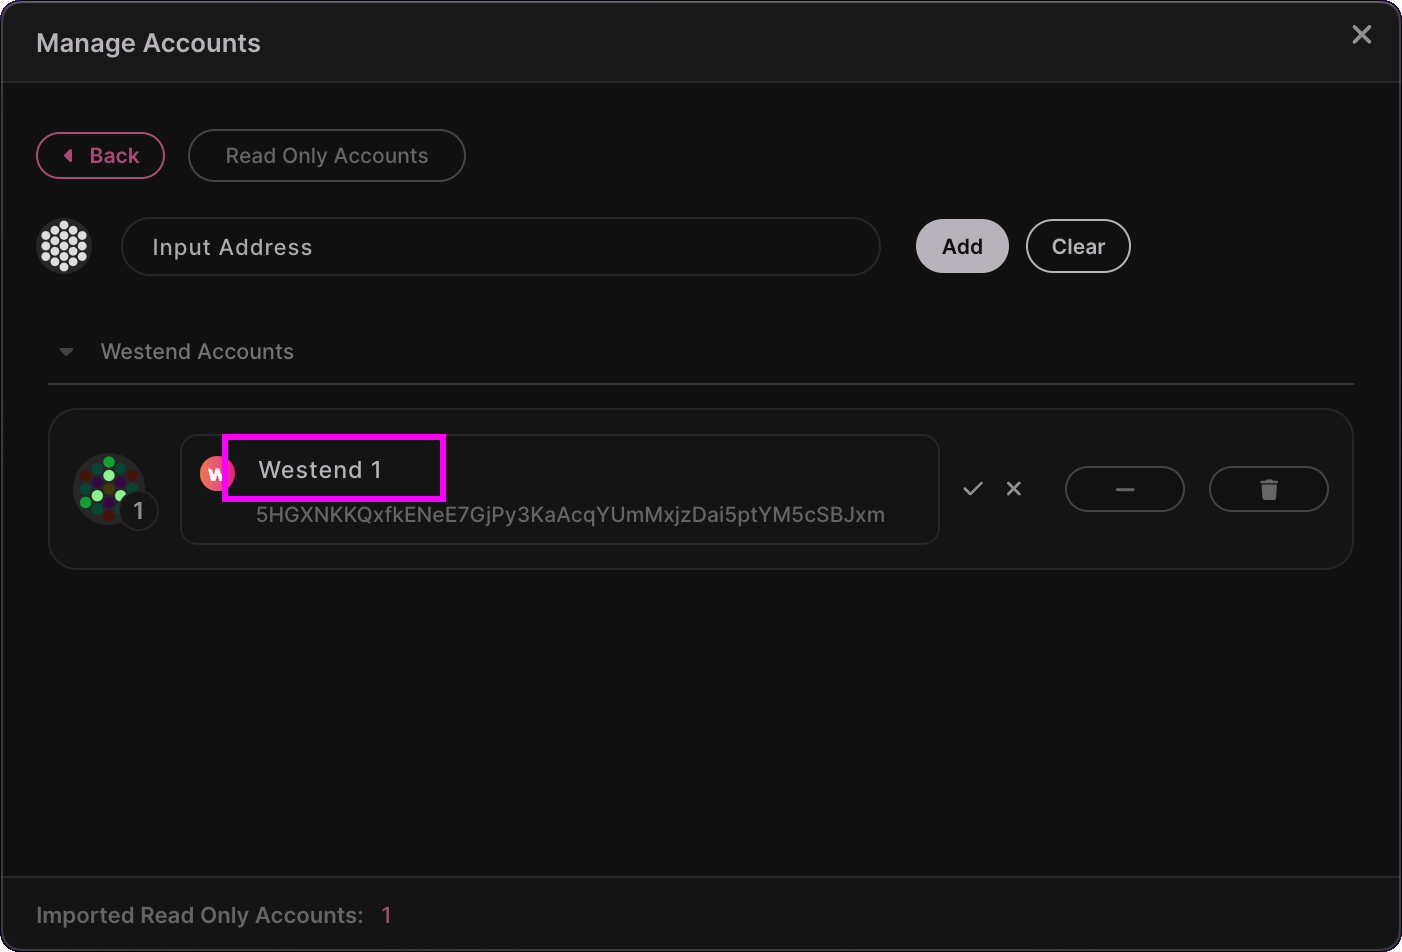 Manage Accounts
Back
Read Only Accounts
Input Address
Add
Clear
Westend Accounts
W
Westend 1
1
5HGXNKKQxfkENeE7GjPy3KaAcqYUmMxjzDai5ptYM5cSBJxm
Imported Read Only Accounts: 1